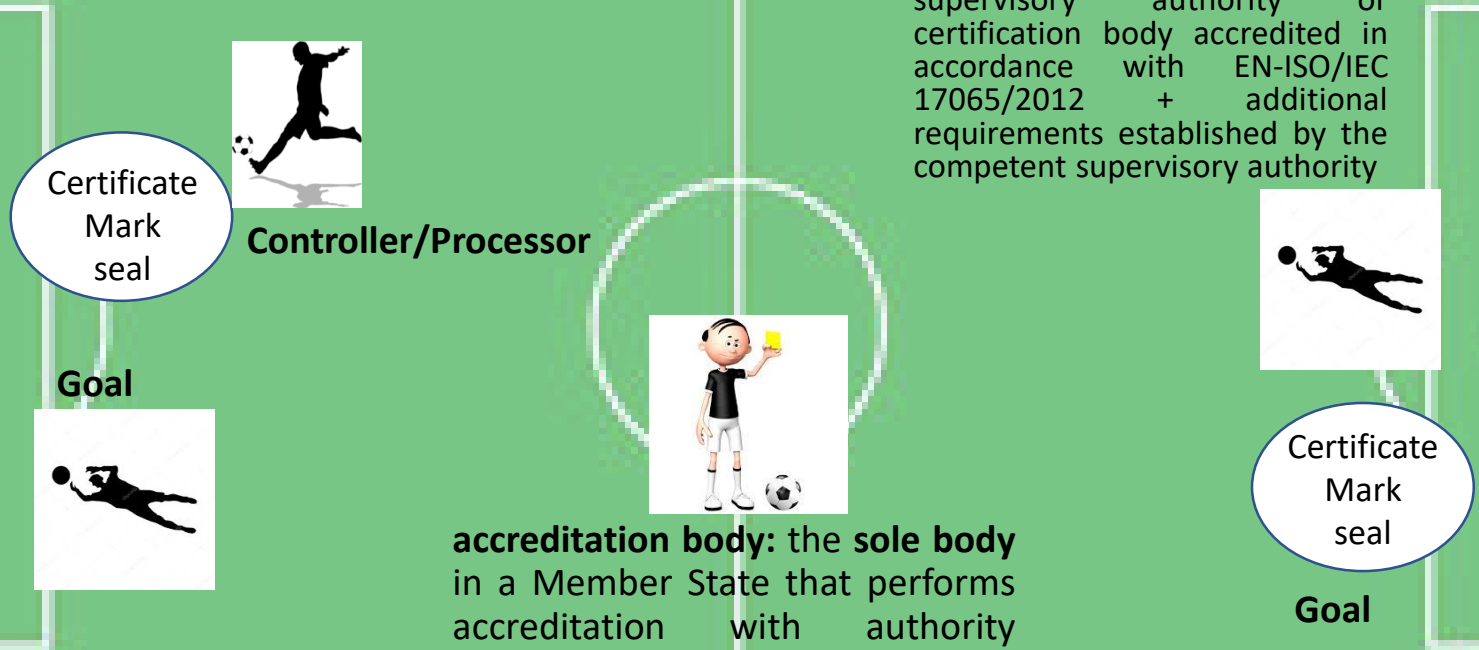 supervisory authority or
certification body accredited in
accordance with EN-ISO/IEC
17065/2012 + additional
requirements established by the
competent supervisory authority
Certificate
Mark
seal
Controller/Processor
Goal
accreditation body: the sole body
in a Member State that performs
accreditation with authority
Certificate
Mark
seal
Goal